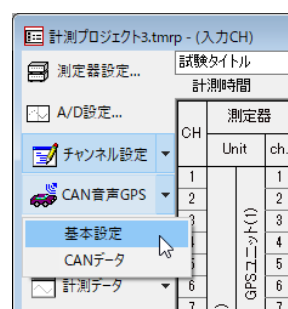 計測プロジェクト3.tmrp - (入力CH)
測定器設定...
A/D設定...
チャンネル設定
CAN音声GPS
基本設定
CANデータ
計測データ
試験タイトル
計測時間
CH
測定器
Unit
ch.
1
1
2
2
3
3
4
5
5
6
6
7
7
GPSユニット(1)